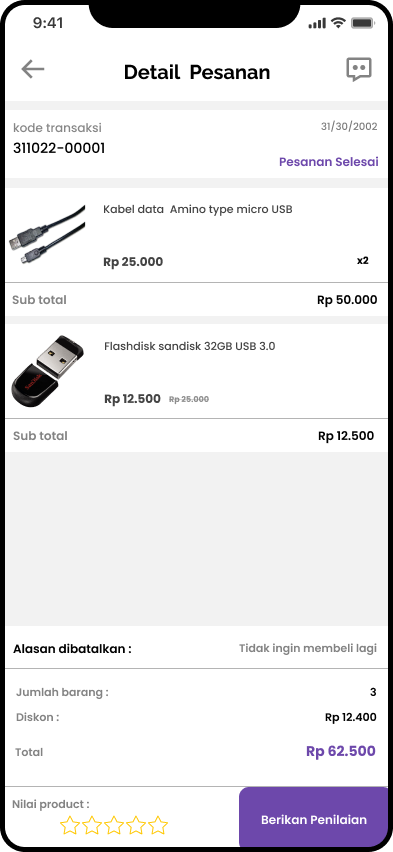 9:41
Detail Pesanan
kode transaksi
31/30/2002
311022-00001
Pesanan Selesai
Kabel data Amino type micro USB
Rp 25.000
x2
Sub total
Rp 50.000
Flashdisk sandisk 32GB USB 3.0
SanDisk
Rp 12.500 Rp 25.000
Sub total
Rp 12.500
Alasan dibatalkan :
Tidak ingin membeli lagi
Jumlah barang :
3
Diskon :
Rp 12.400
Total
Rp 62.500
Nilai product :
Berikan Penilaian